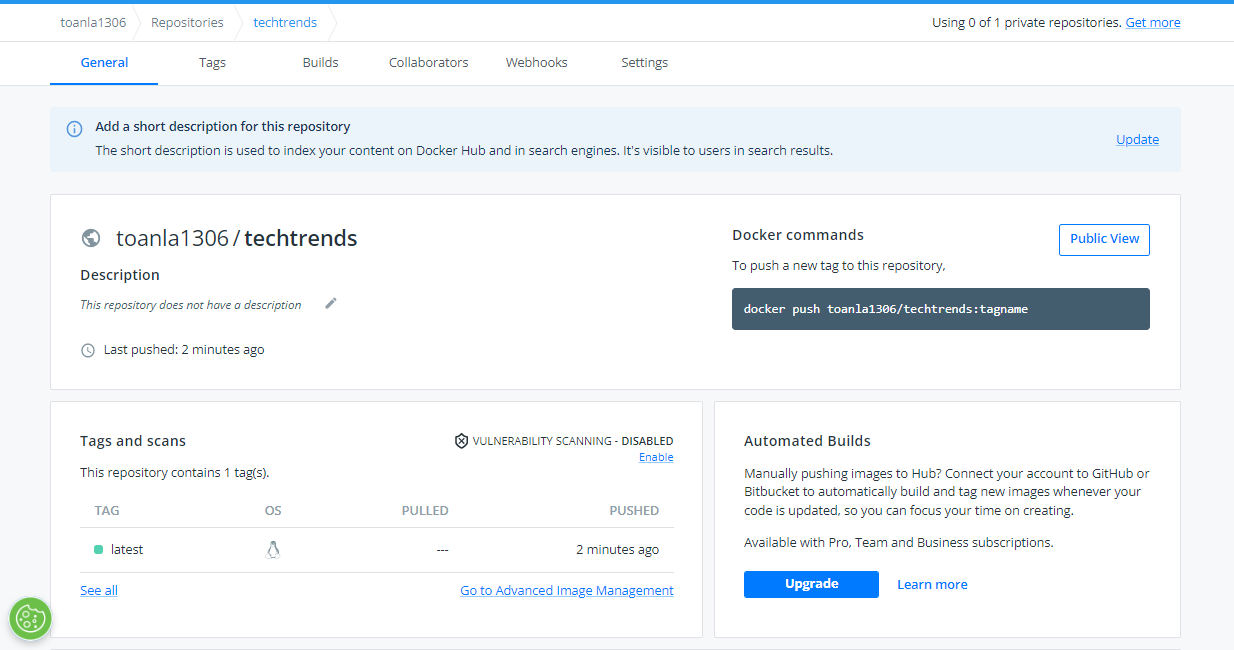 toanla1306 Repositories techtrends Using 0 of 1 private repositories. Get more
General Tags Builds Collaborators Webhooks Settings
Add a short description for this repository
The short description is used to index your content on Docker Hub and in search engines. It's visible to users in search results.
Update
toanla1306/techtrends
Description
This repository does not have a description
Last pushed: 2 minutes ago
Docker commands
Public View
To push a new tag to this repository,
docker push toanla1306/techtrends:tagname
Tags and scans
VULNERABILITY SCANNING - DISABLED
Enable
This repository contains 1 tag(s).
TAG OS PULLED PUSHED
latest --- 2 minutes ago
See all Go to Advanced Image Management
Automated Builds
Manually pushing images to Hub? Connect your account to GitHub or
Bitbucket to automatically build and tag new images whenever your
code is updated, so you can focus your time on creating.
Available with Pro, Team and Business subscriptions.
Upgrade Learn more